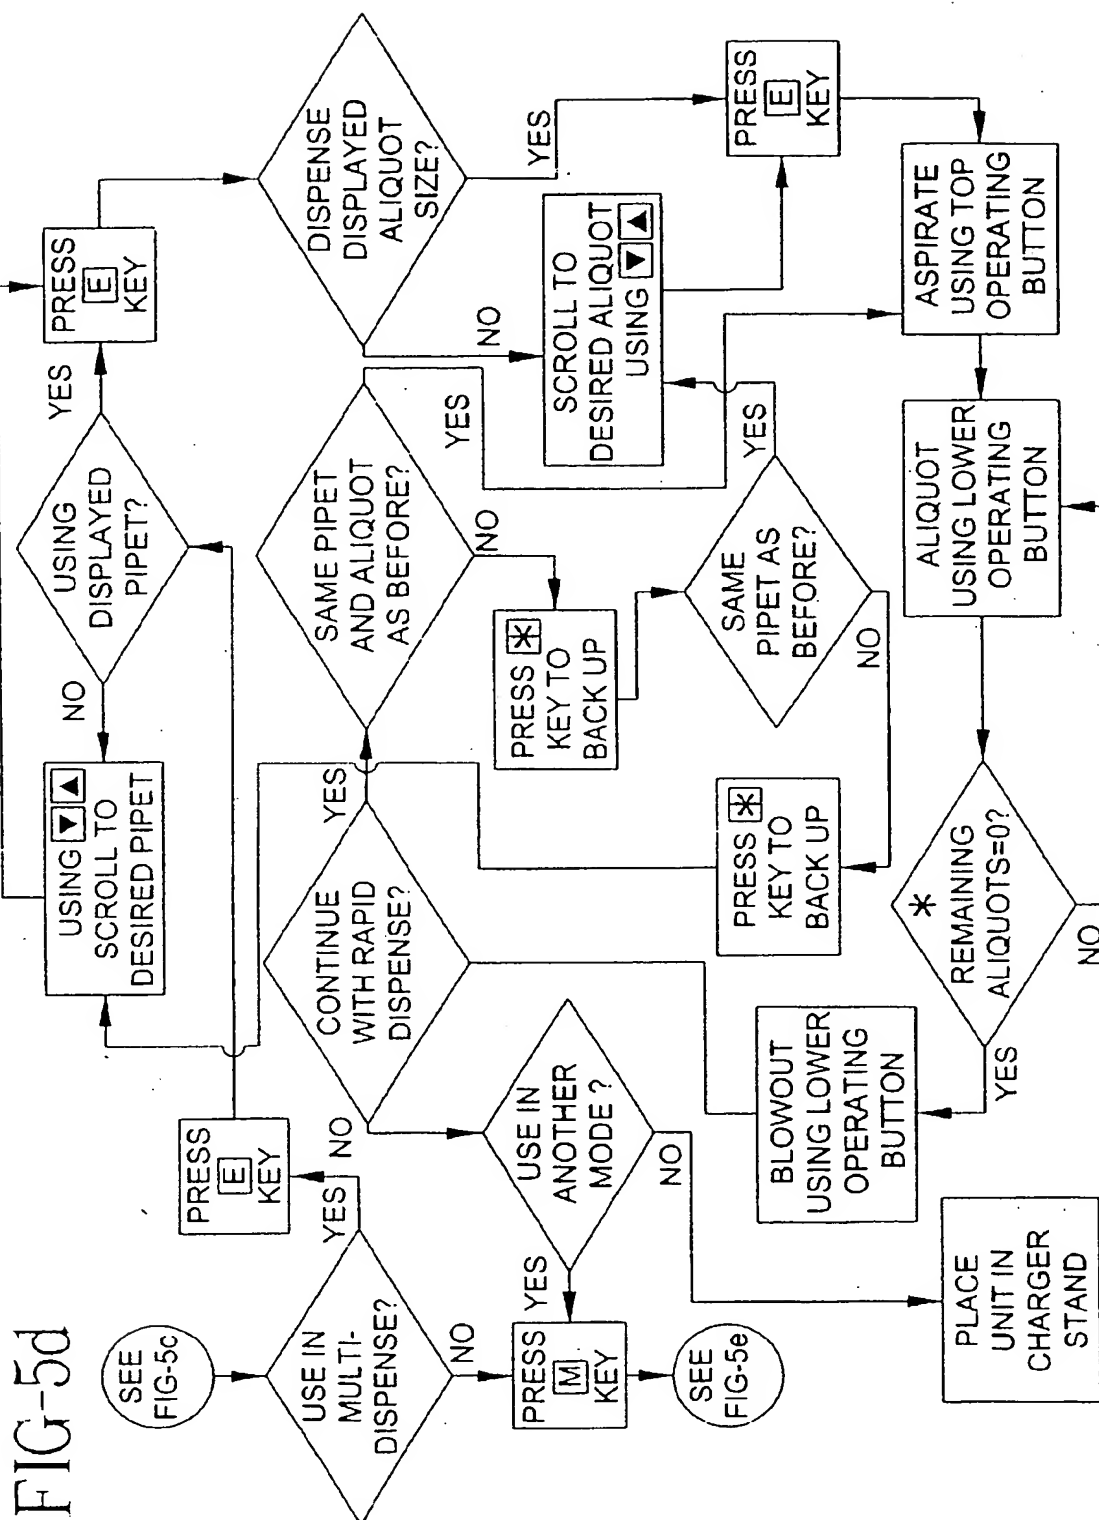 FIG-5d
SEE
FIG-5c
USE IN
MULTI-
DISPENSE?
YES
NO
PRESS
E
KEY
PRESS
M
KEY
SEE
FIG-5e
USING ▼▲
SCROLL TO
DESIRED PIPET
NO
USING
DISPLAYED
PIPET?
YES
PRESS
E
KEY
CONTINUE
WITH RAPID
DISPENSE?
YES
NO
USE IN
ANOTHER
MODE ?
YES
NO
PLACE
UNIT IN
CHARGER
STAND
SAME PIPET
AND ALIQUOT
AS BEFORE?
YES
NO
PRESS *
KEY TO
BACK UP
SAME
PIPET AS
BEFORE?
YES
NO
PRESS *
KEY TO
BACK UP
DISPENSE
DISPLAYED
ALIQUOT
SIZE?
YES
NO
SCROLL TO
DESIRED ALIQUOT
USING ▼▲
PRESS
E
KEY
ASPIRATE
USING TOP
OPERATING
BUTTON
ALIQUOT
USING LOWER
OPERATING
BUTTON
*
REMAINING
ALIQUOTS=0?
NO
YES
BLOWOUT
USING LOWER
OPERATING
BUTTON